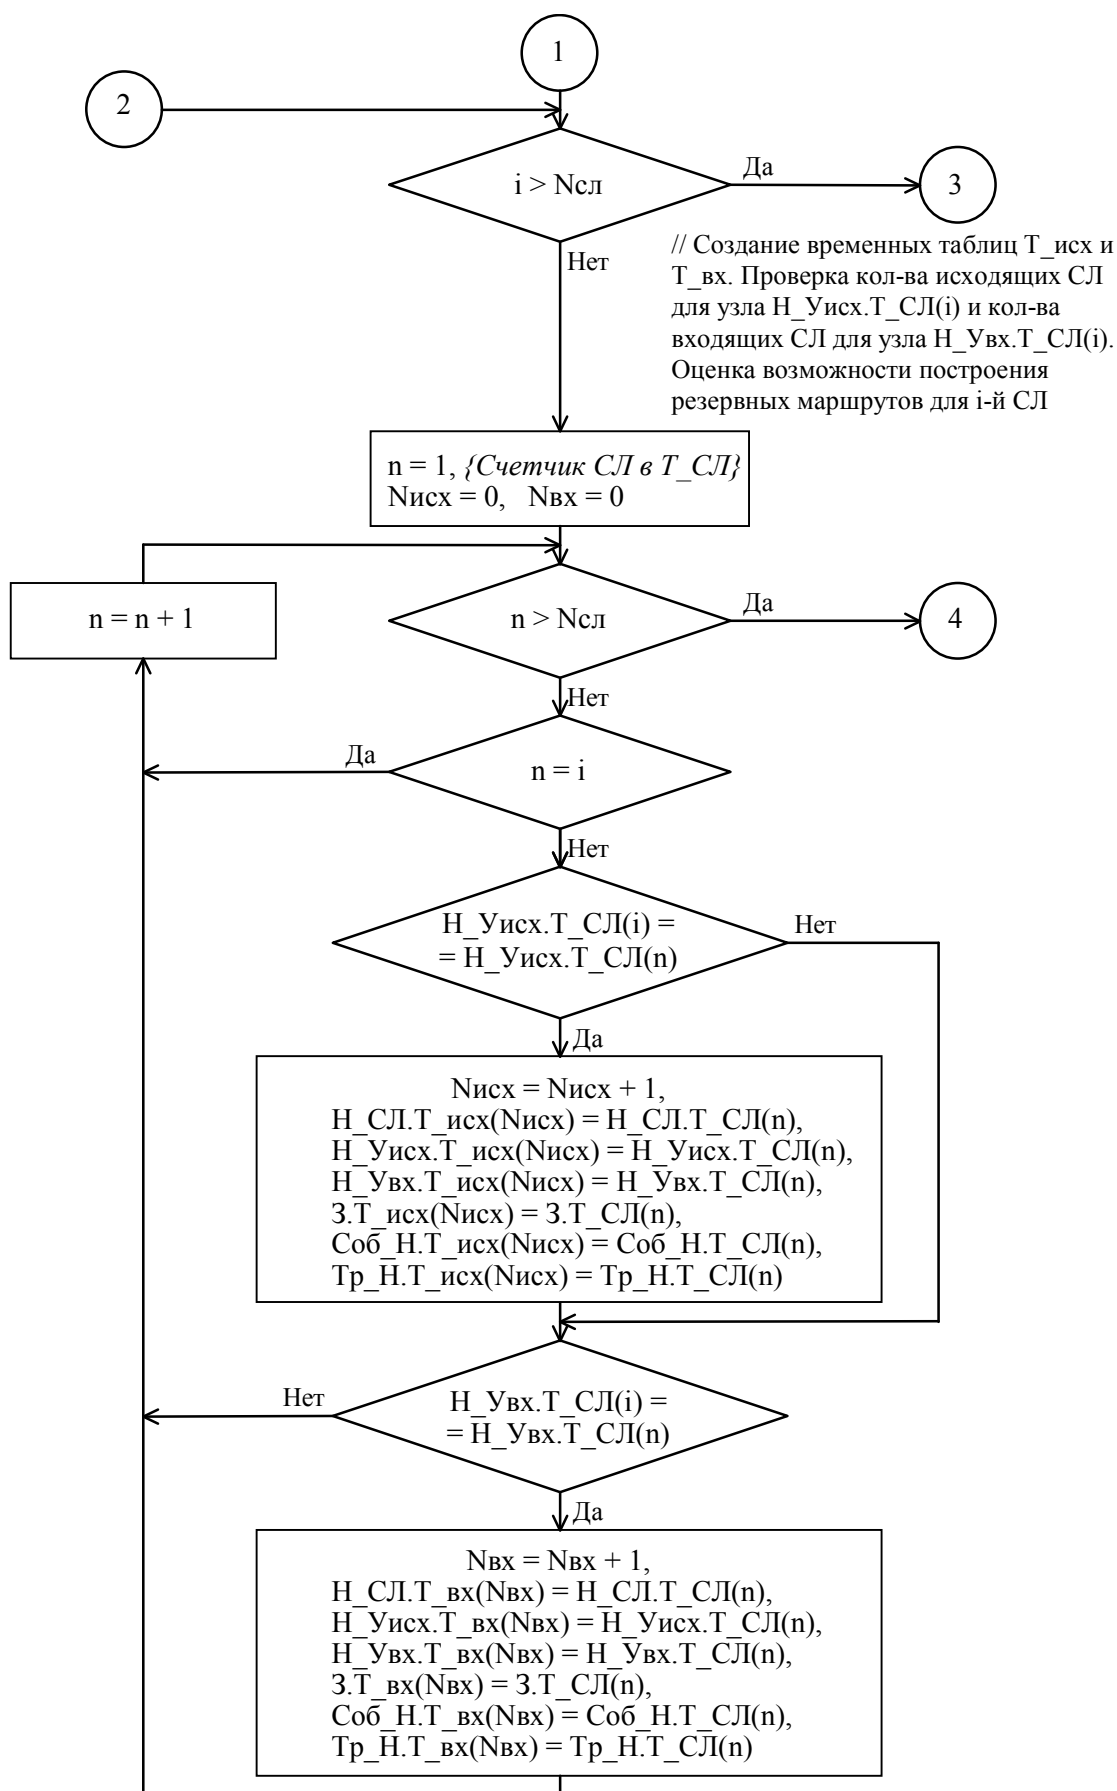 1
2
i > Nсл
Да
3
Нет
// Создание временных таблиц Т_исх и
Т_вх. Проверка кол-ва исходящих СЛ
для узла Н_Уисх.Т_СЛ(i) и кол-ва
входящих СЛ для узла Н_Увх.Т_СЛ(i).
Оценка возможности построения
резервных маршрутов для i-й СЛ
n = 1, {Счетчик СЛ в Т_СЛ}
Nисх = 0, Nвх = 0
n = n + 1
n > Nсл
Да
4
Нет
Да
n = i
Нет
Н_Уисх.Т_СЛ(i) =
= Н_Уисх.Т_СЛ(n)
Нет
Да
Nисх = Nисх + 1,
Н_СЛ.Т_исх(Nисх) = Н_СЛ.Т_СЛ(n),
Н_Уисх.Т_исх(Nисх) = Н_Уисх.Т_СЛ(n),
Н_Увх.Т_исх(Nисх) = Н_Увх.Т_СЛ(n),
З.Т_исх(Nисх) = З.Т_СЛ(n),
Соб_Н.Т_исх(Nисх) = Соб_Н.Т_СЛ(n),
Тр_Н.Т_исх(Nисх) = Тр_Н.Т_СЛ(n)
Нет
Н_Увх.Т_СЛ(i) =
= Н_Увх.Т_СЛ(n)
Да
Nвх = Nвх + 1,
Н_СЛ.Т_вх(Nвх) = Н_СЛ.Т_СЛ(n),
Н_Уисх.Т_вх(Nвх) = Н_Уисх.Т_СЛ(n),
Н_Увх.Т_вх(Nвх) = Н_Увх.Т_СЛ(n),
З.Т_вх(Nвх) = З.Т_СЛ(n),
Соб_Н.Т_вх(Nвх) = Соб_Н.Т_СЛ(n),
Тр_Н.Т_вх(Nвх) = Тр_Н.Т_СЛ(n)